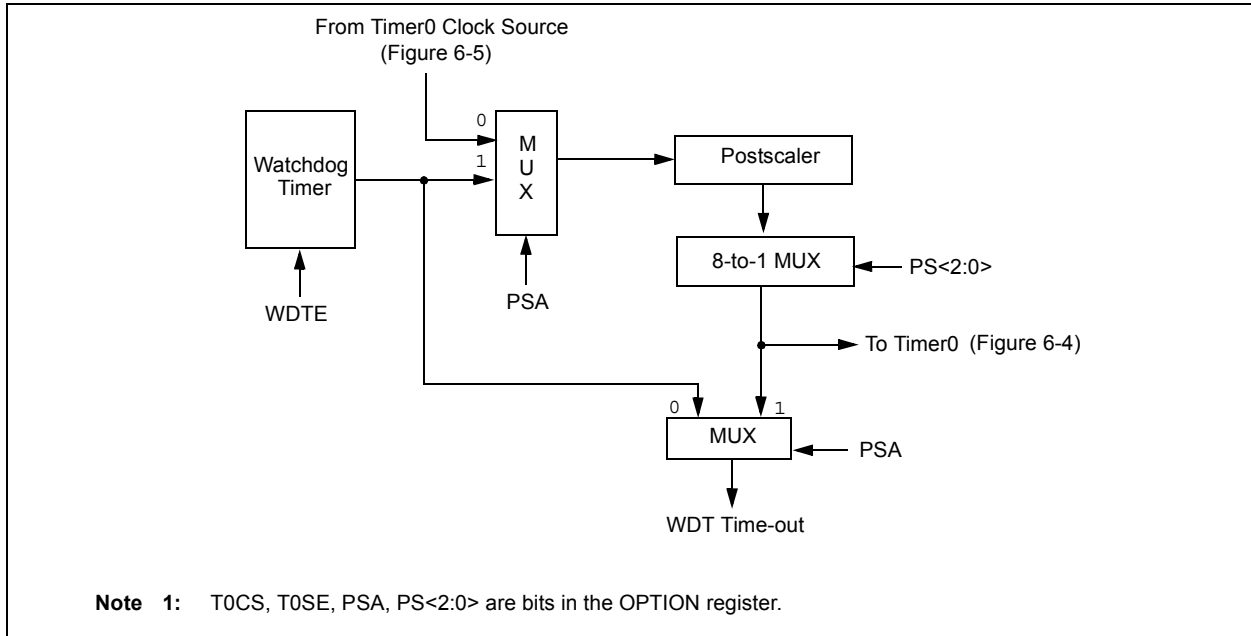 From Timer0 Clock Source
(Figure 6-5)
0
1
M
U
X
Watchdog
Timer
Postscaler
8-to-1 MUX
PS<2:0>
WDTE
PSA
To Timer0 (Figure 6-4)
0
1
MUX
PSA
WDT Time-out
Note 1: T0CS, T0SE, PSA, PS<2:0> are bits in the OPTION register.